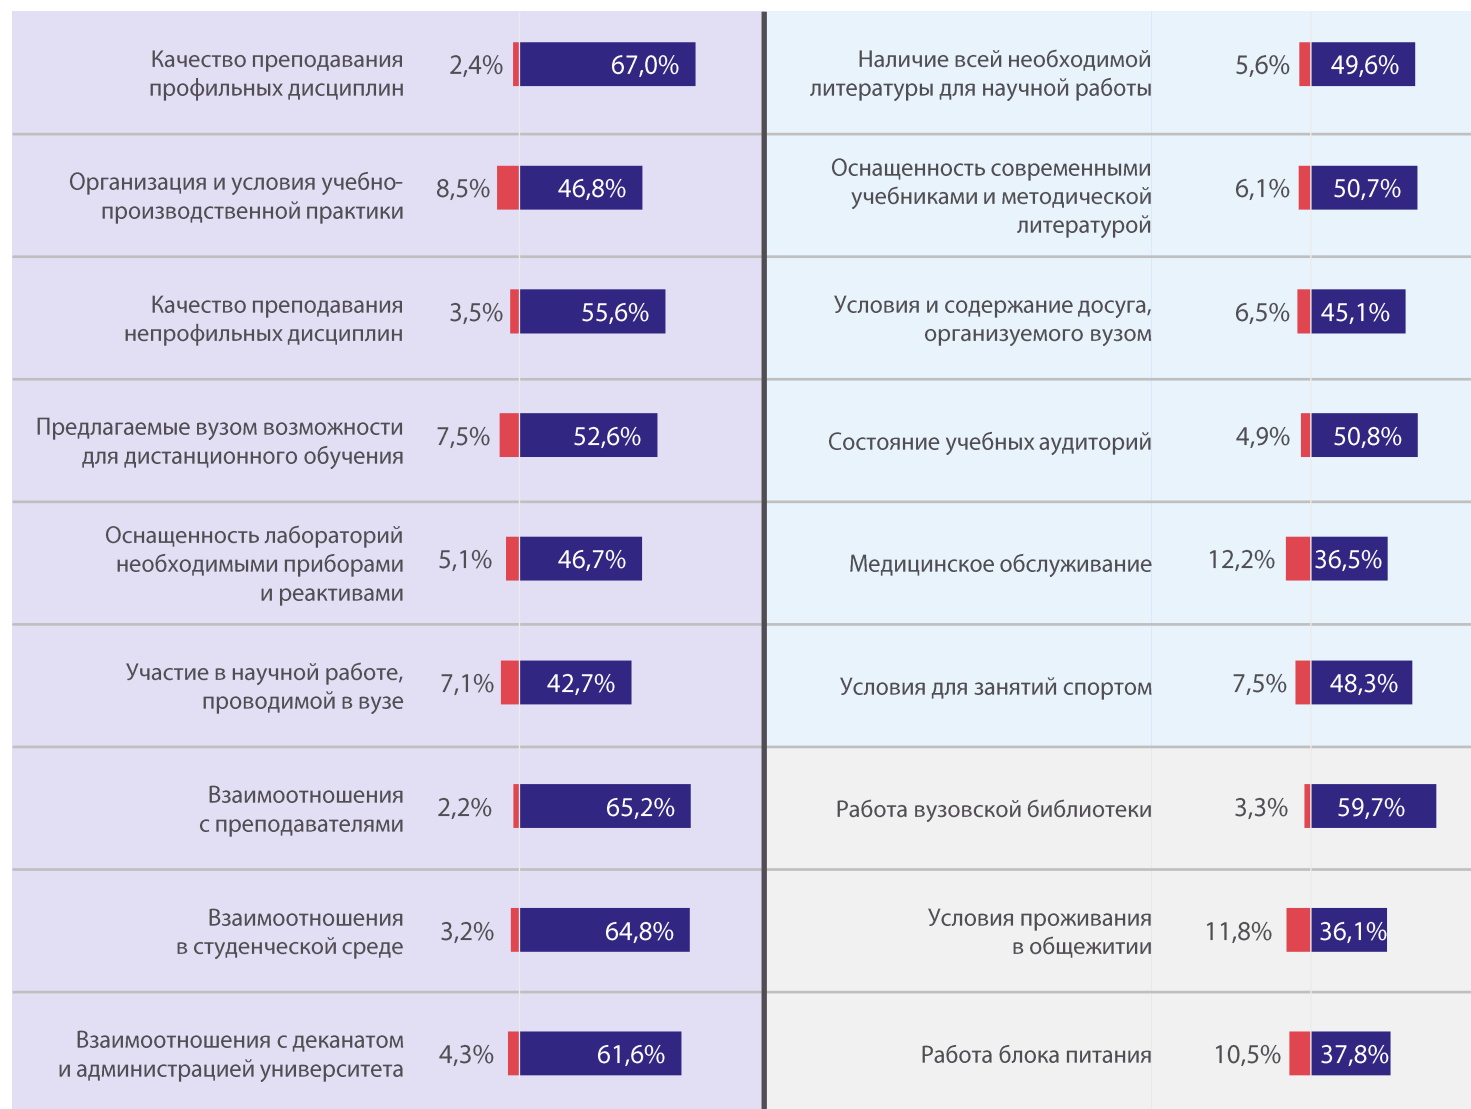 Качество преподавания
профильных дисциплин
2,4% 67,0%
Организация и условия учебно-
производственной практики
8,5% 46,8%
Качество преподавания
непрофильных дисциплин
3,5% 55,6%
Предлагаемые вузом возможности
для дистанционного обучения
7,5% 52,6%
Оснащенность лабораторий
необходимыми приборами
и реактивами
5,1% 46,7%
Участие в научной работе,
проводимой в вузе
7,1% 42,7%
Взаимоотношения
с преподавателями
2,2% 65,2%
Взаимоотношения
в студенческой среде
3,2% 64,8%
Взаимоотношения с деканатом
и администрацией университета
4,3% 61,6%
Наличие всей необходимой
литературы для научной работы
5,6% 49,6%
Оснащенность современными
учебниками и методической
литературой
6,1% 50,7%
Условия и содержание досуга,
организуемого вузом
6,5% 45,1%
Состояние учебных аудиторий
4,9% 50,8%
Медицинское обслуживание
12,2% 36,5%
Условия для занятий спортом
7,5% 48,3%
Работа вузовской библиотеки
3,3% 59,7%
Условия проживания
в общежитии
11,8% 36,1%
Работа блока питания
10,5% 37,8%